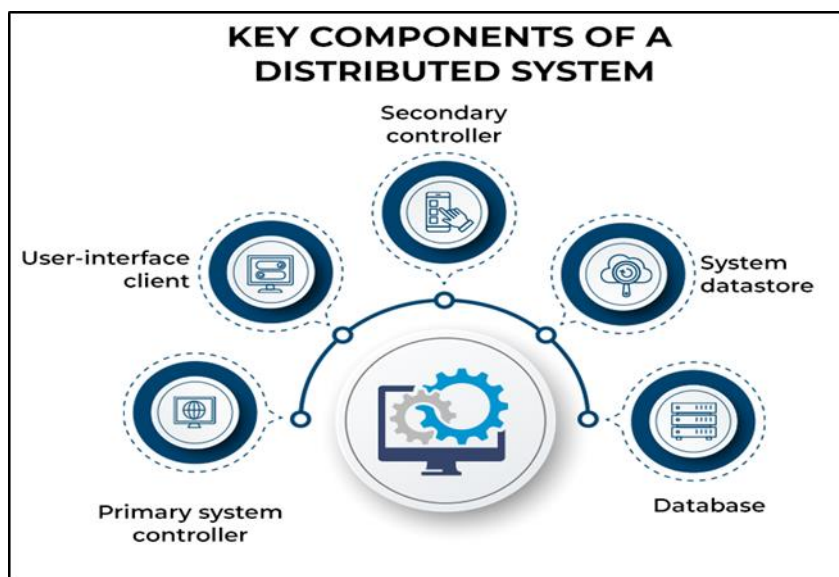 KEY COMPONENTS OF A
DISTRIBUTED SYSTEM
Secondary
controller
User-interface
client
System
datastore
Primary system
controller
Database